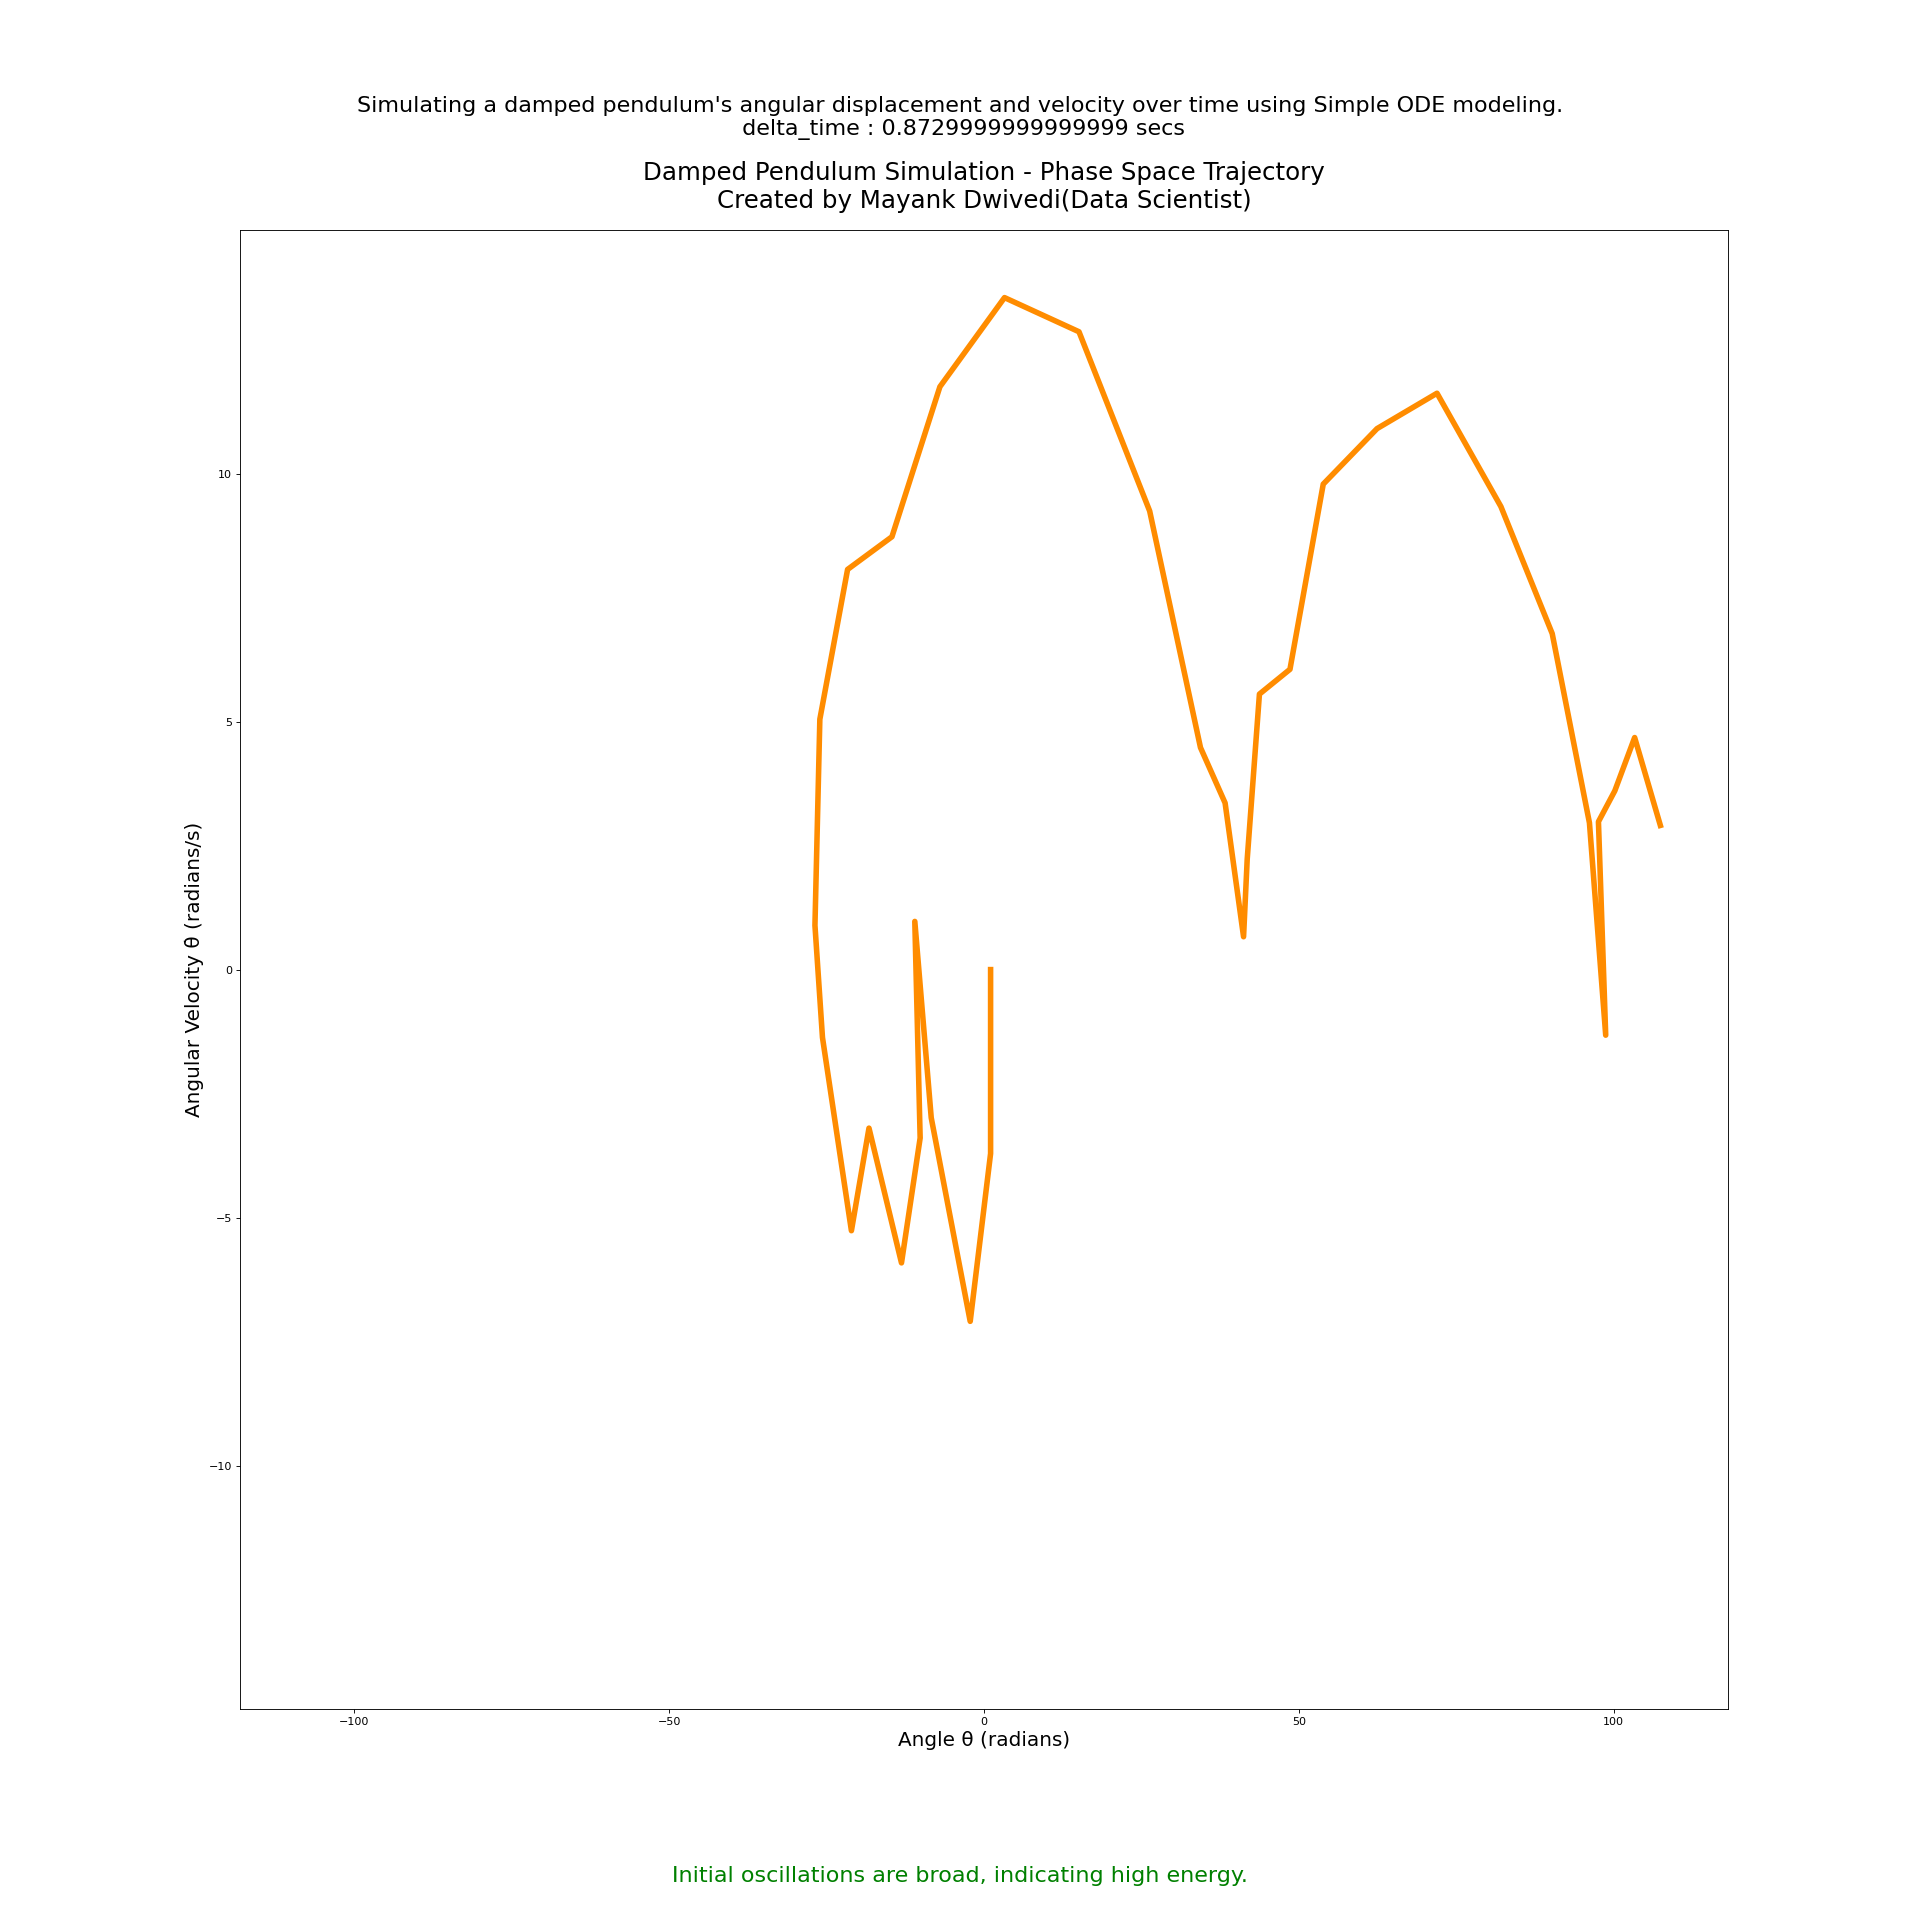 Simulating a damped pendulum's angular displacement and velocity over time using Simple ODE modeling.
delta_time : 0.8729999999999999 secs
Damped Pendulum Simulation - Phase Space Trajectory
Created by Mayank Dwivedi(Data Scientist)
Angular Velocity θ (radians/s)
10
5
0
−5
−10
−100
−50
0
50
100
Angle θ (radians)
Initial oscillations are broad, indicating high energy.